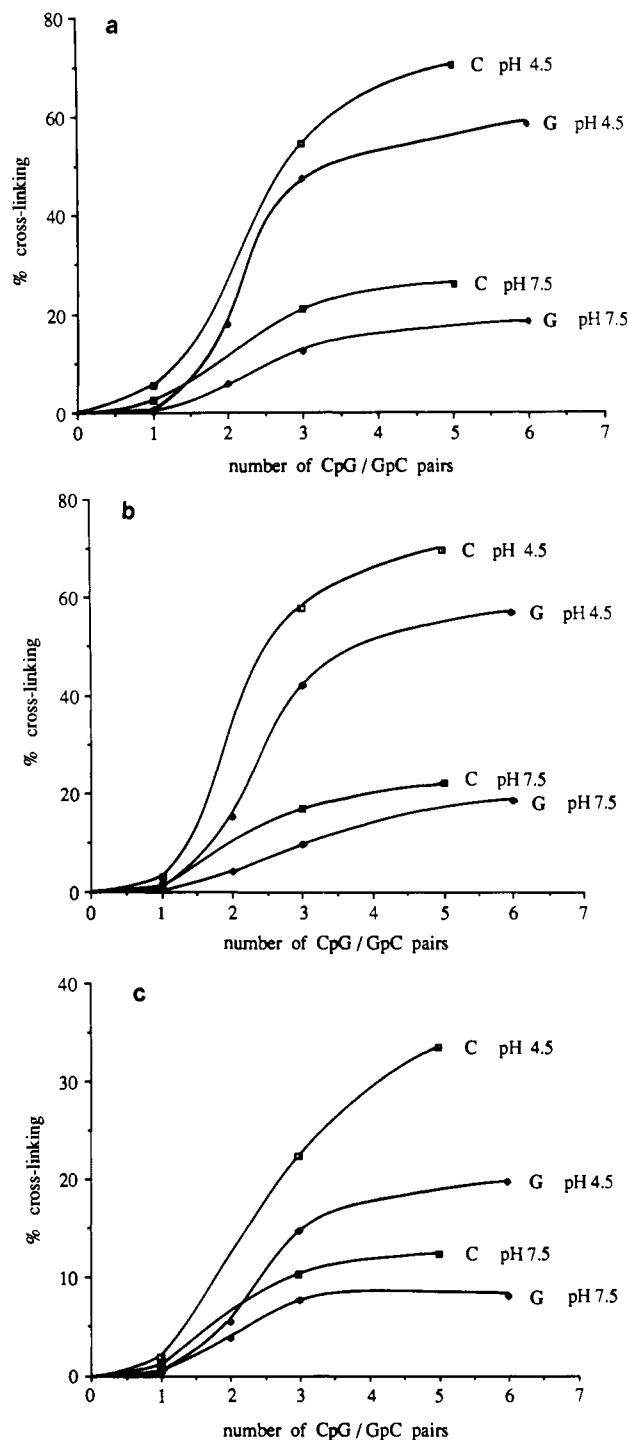 a
80
C pH 4.5
60
G pH 4.5
% cross-linking
40
C pH 7.5
20
G pH 7.5
0
0 1 2 3 4 5 6 7
number of CpG / GpC pairs
b
80
C pH 4.5
60
G pH 4.5
% cross-linking
40
C pH 7.5
20
G pH 7.5
0
0 1 2 3 4 5 6 7
number of CpG / GpC pairs
c
40
C pH 4.5
30
% cross-linking
20
G pH 4.5
C pH 7.5
10
G pH 7.5
0
0 1 2 3 4 5 6 7
number of CpG / GpC pairs